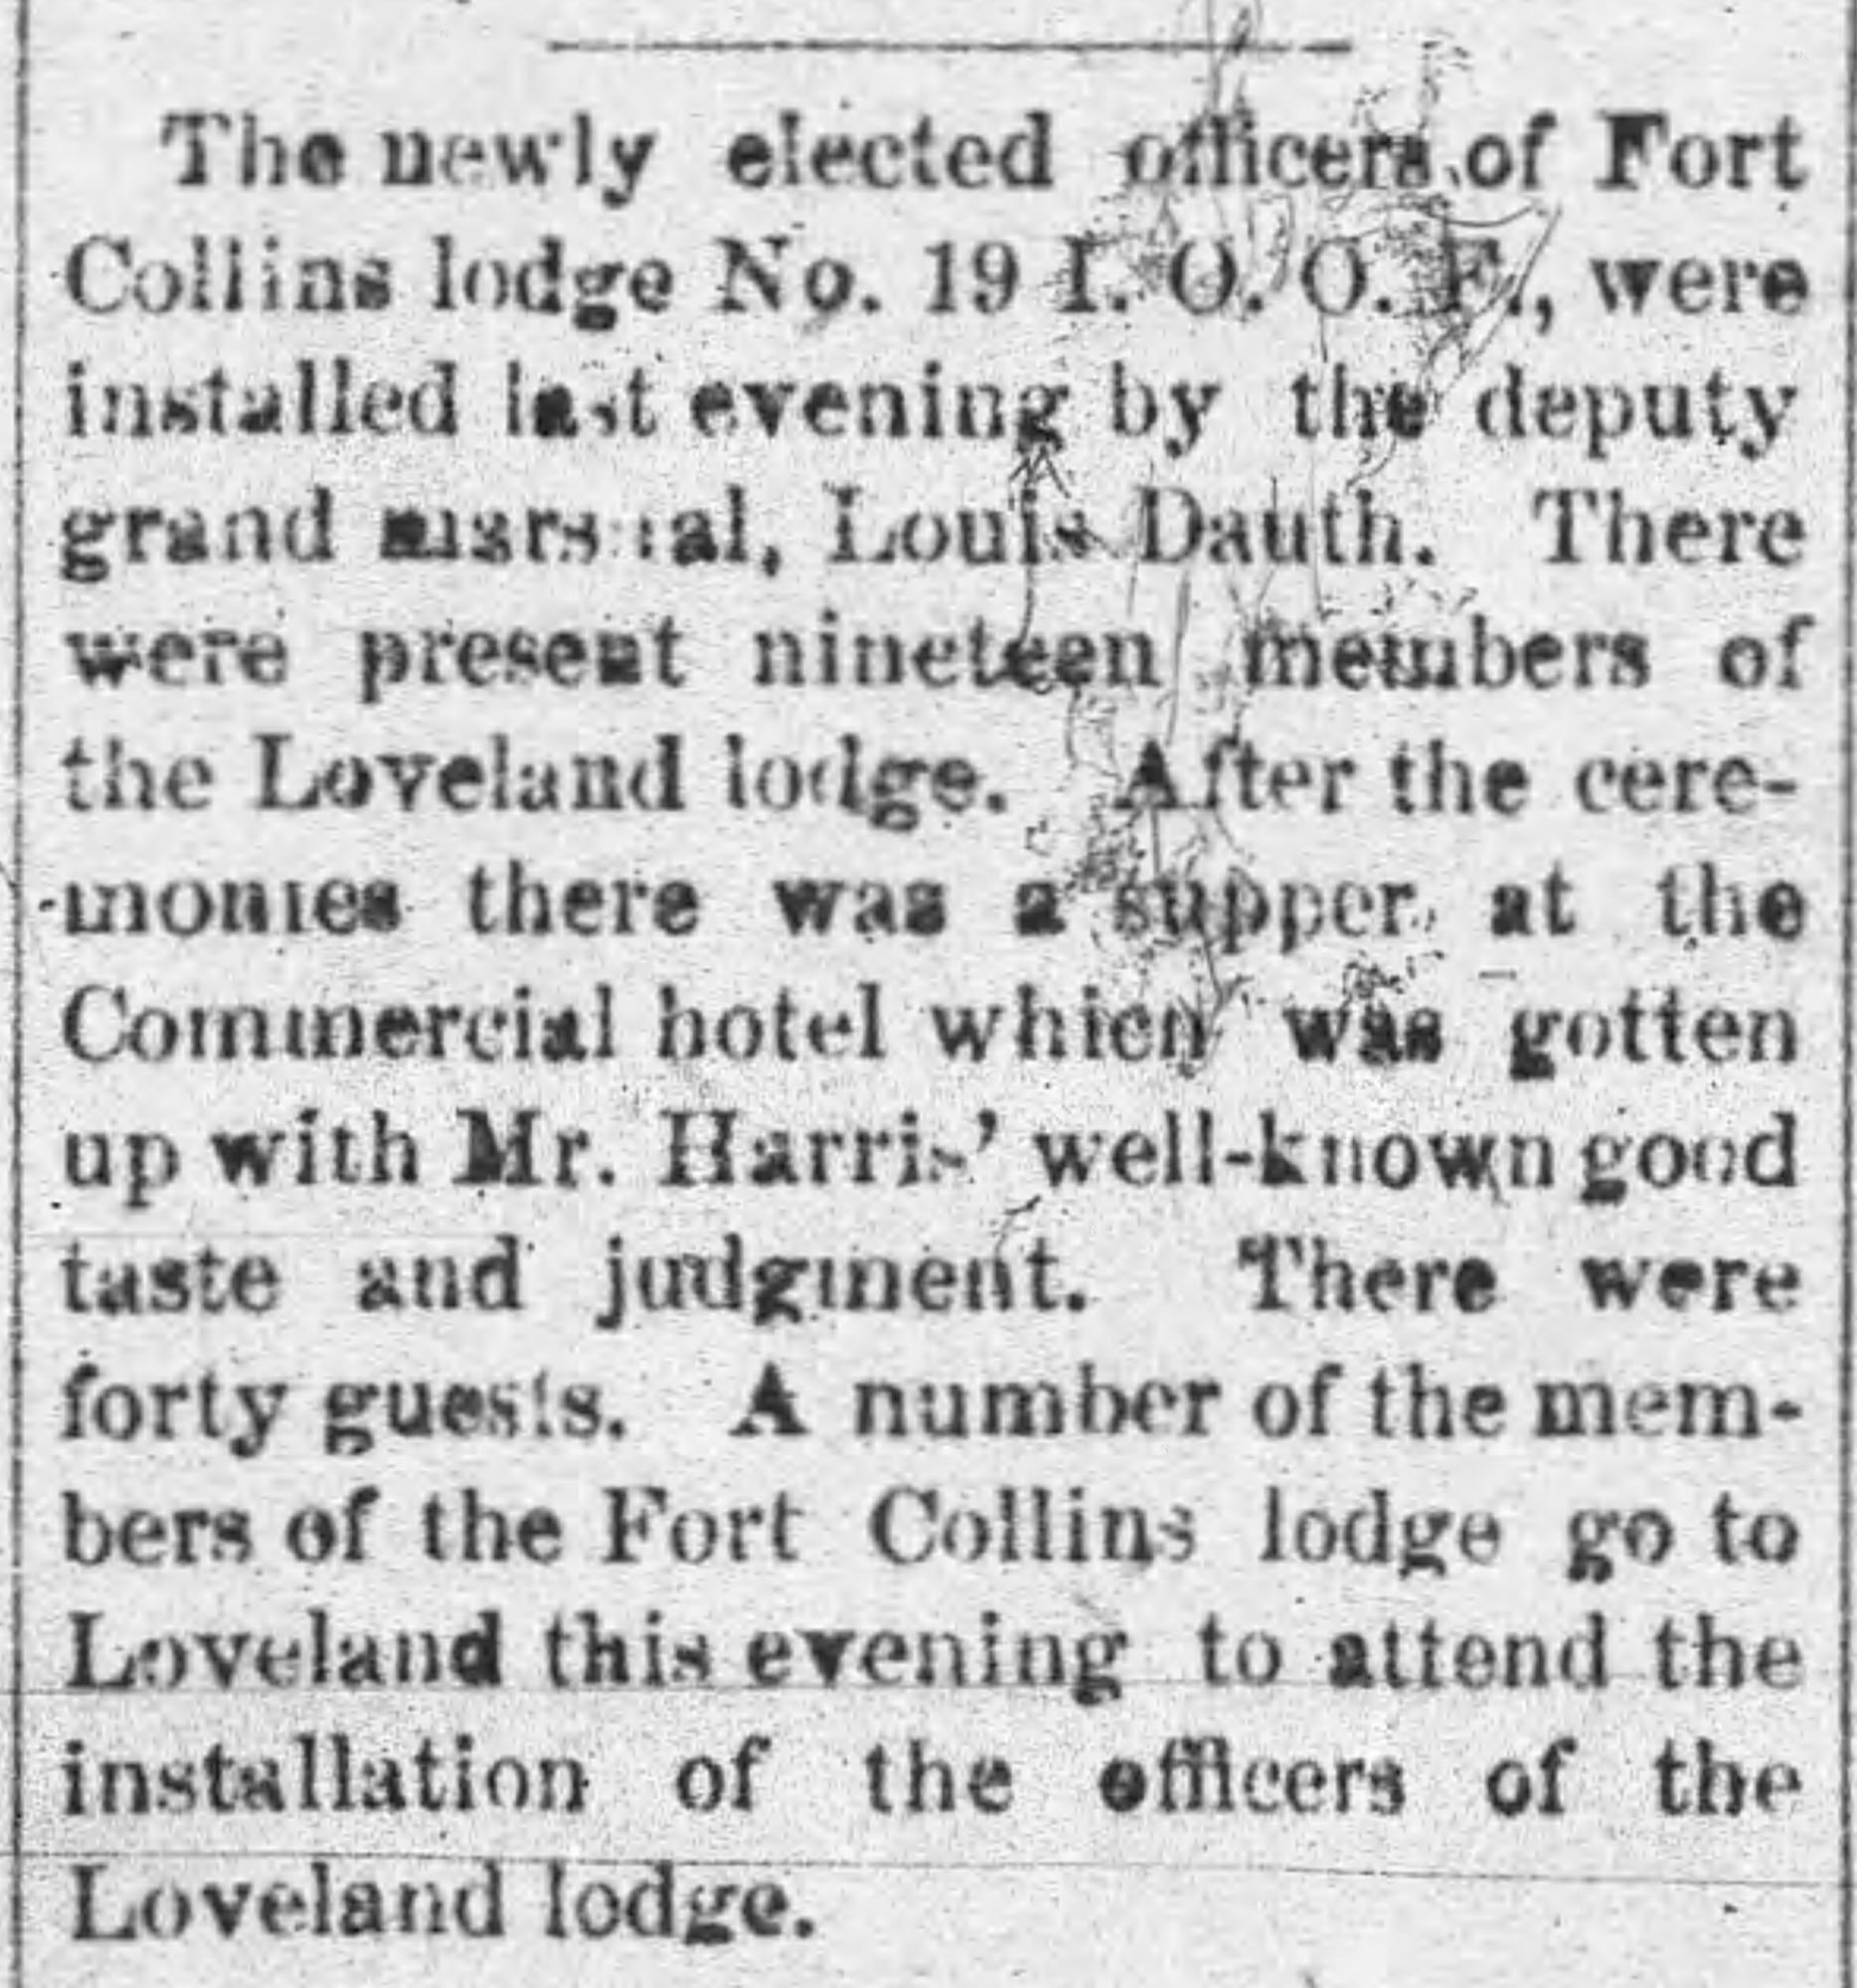 The newly elected officers of Fort
Collins lodge No. 19 I. O. O. F., were
installed last evening by the deputy
grand marshal, Louis Dauth. There
were present nineteen members of
the Loveland lodge. After the cere-
monies there was a supper at the
Commercial hotel which was gotten
up with Mr. Harris' well-known good
taste and judgment. There were
forty guests. A number of the mem-
bers of the Fort Collins lodge go to
Loveland this evening to attend the
installation of the officers of the
Loveland lodge.